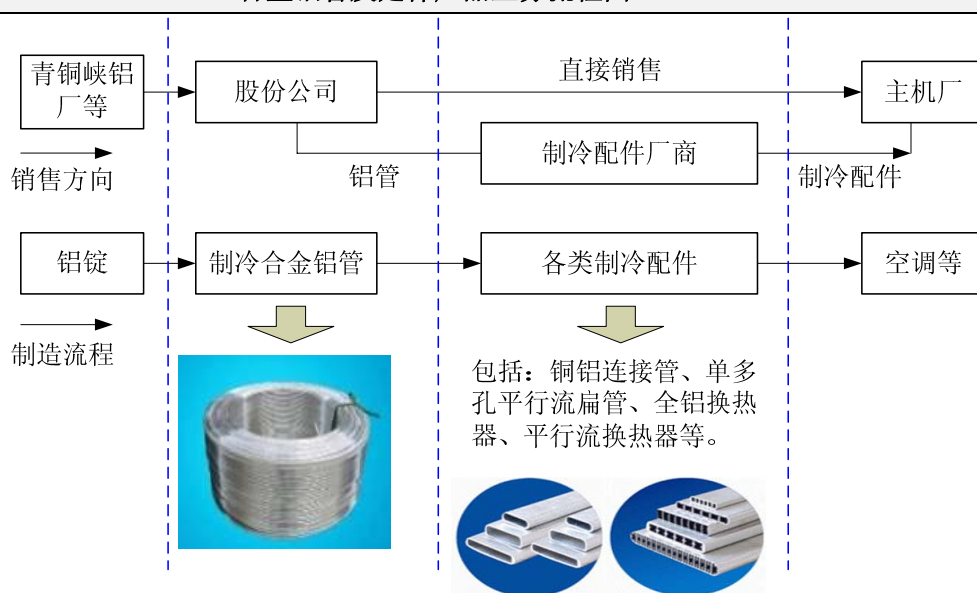 青铜峡铝
厂等
股份公司
直接销售
主机厂
制冷配件厂商
销售方向
铝管
制冷配件
铝锭
制冷合金铝管
各类制冷配件
空调等
制造流程
包括：铜铝连接管、单多
孔平行流扁管、全铝换热
器、平行流换热器等。